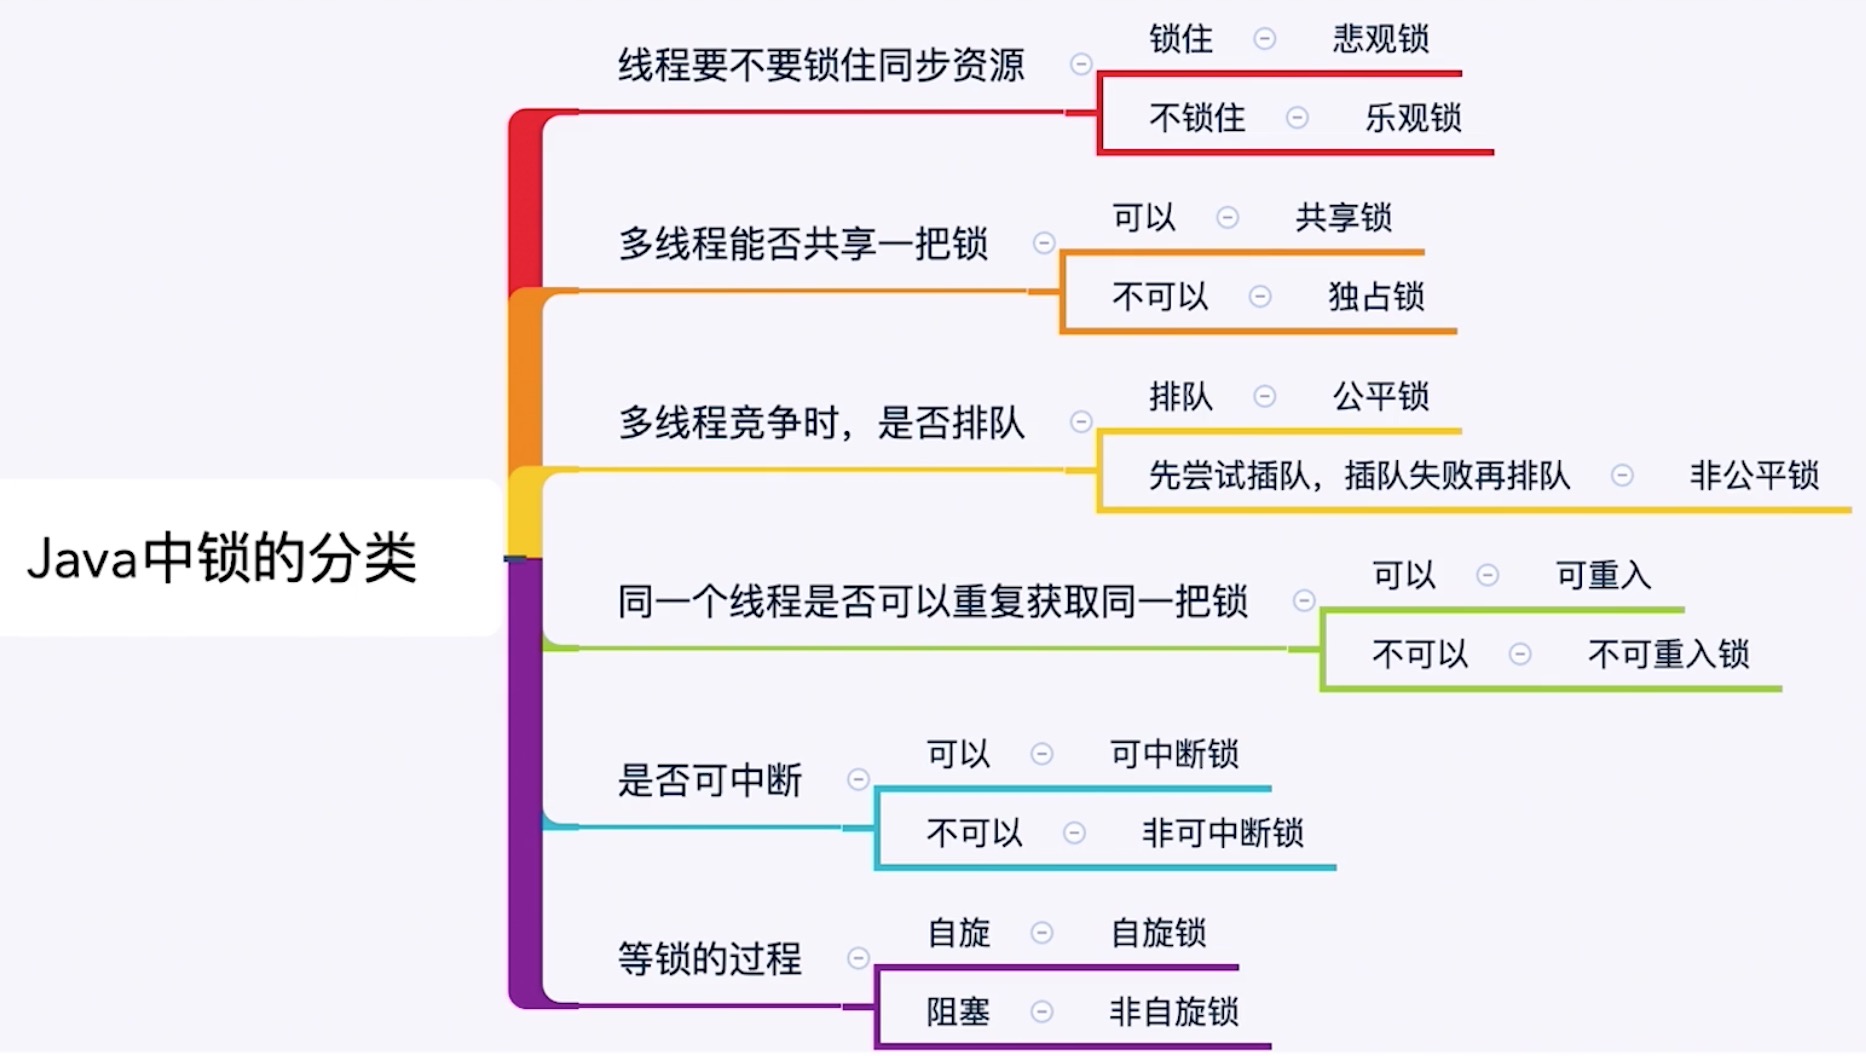 线程要不要锁住同步资源
锁住
悲观锁
不锁住
乐观锁
多线程能否共享一把锁
可以
共享锁
不可以
独占锁
多线程竞争时，是否排队
排队
公平锁
先尝试插队，插队失败再排队
非公平锁
Java中锁的分类
同一个线程是否可以重复获取同一把锁
可以
可重入
不可以
不可重入锁
是否可中断
可以
可中断锁
不可以
非可中断锁
等锁的过程
自旋
自旋锁
阻塞
非自旋锁